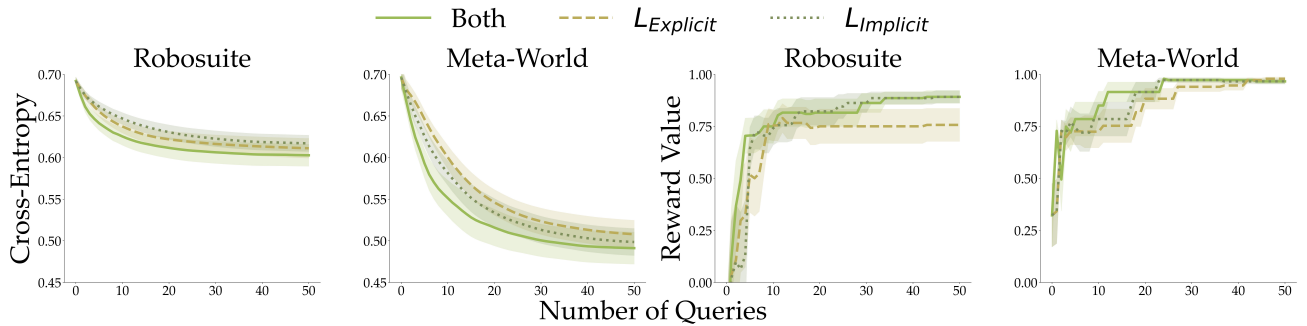 Both L_Explicit L_Implicit
Robosuite Meta-World Robosuite Meta-World
Cross-Entropy
0.70
0.65
0.60
0.55
0.50
0.45
0 10 20 30 40 50
0.70
0.65
0.60
0.55
0.50
0.45
0 10 20 30 40 50
Reward Value
1.00
0.75
0.50
0.25
0.00
0 10 20 30 40 50
1.00
0.75
0.50
0.25
0.00
0 10 20 30 40 50
Number of Queries